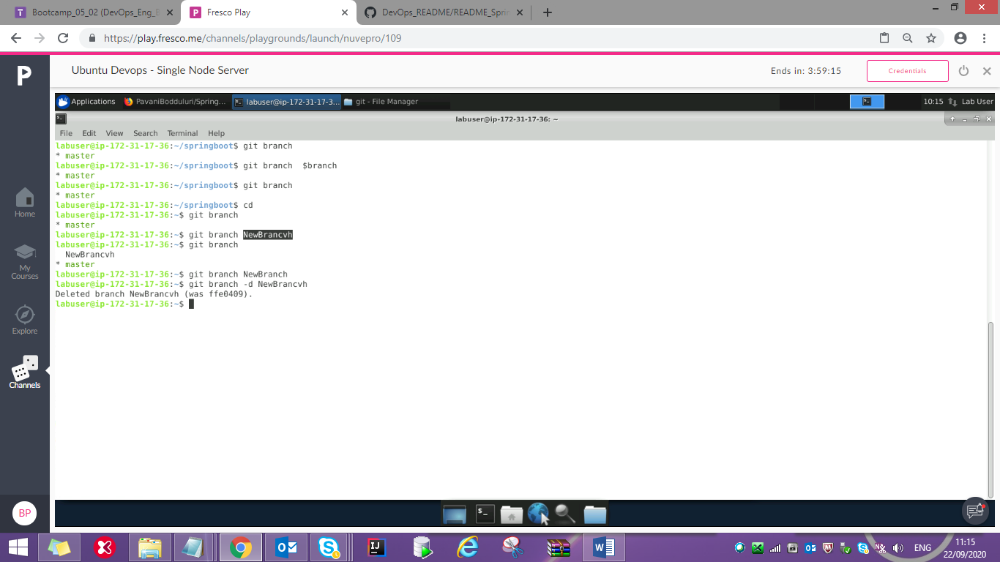 Bootcamp_05_02 (DevOps_Eng_E
Fresco Play
DevOps_README/README_Sprin
https://play.fresco.me/channels/playgrounds/launch/nuvepro/109
Ubuntu Devops - Single Node Server
Ends in: 3:59:15
Credentials
Applications
PavaniBodduluri/Spring...
labuser@ip-172-31-17-3...
git - File Manager
10:15
Lab User
labuser@ip-172-31-17-36: ~
File Edit View Search Terminal Help
labuser@ip-172-31-17-36:~/springboot$ git branch
* master
labuser@ip-172-31-17-36:~/springboot$ git branch  $branch
* master
labuser@ip-172-31-17-36:~/springboot$ git branch
* master
labuser@ip-172-31-17-36:~/springboot$ cd
labuser@ip-172-31-17-36:~$ git branch
* master
labuser@ip-172-31-17-36:~$ git branch NewBrancvh
labuser@ip-172-31-17-36:~$ git branch
  NewBrancvh
* master
labuser@ip-172-31-17-36:~$ git branch NewBranch
labuser@ip-172-31-17-36:~$ git branch -d NewBrancvh
Deleted branch NewBrancvh (was ffe0409).
labuser@ip-172-31-17-36:~$
Home
My
Courses
Explore
Channels
BP
ENG
11:15
22/09/2020